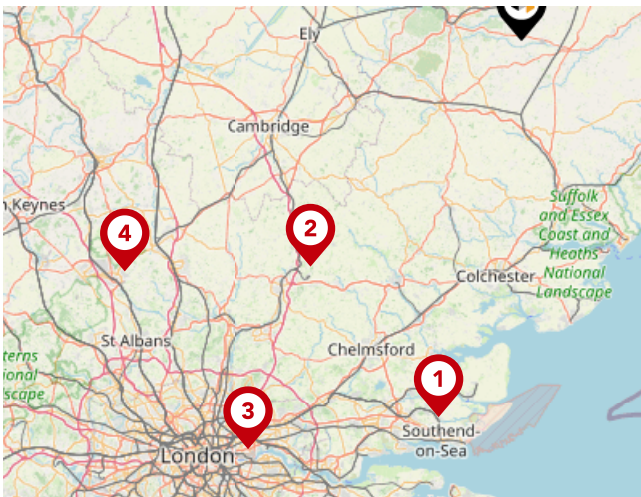 Ely
Cambridge
n Keynes
Suffolk
and Essex
Coast and
Heaths
National
Landscape
4
2
Colchester
St Albans
Chelmsford
terns
ional
scape
1
3
Southend-
on-Sea
London